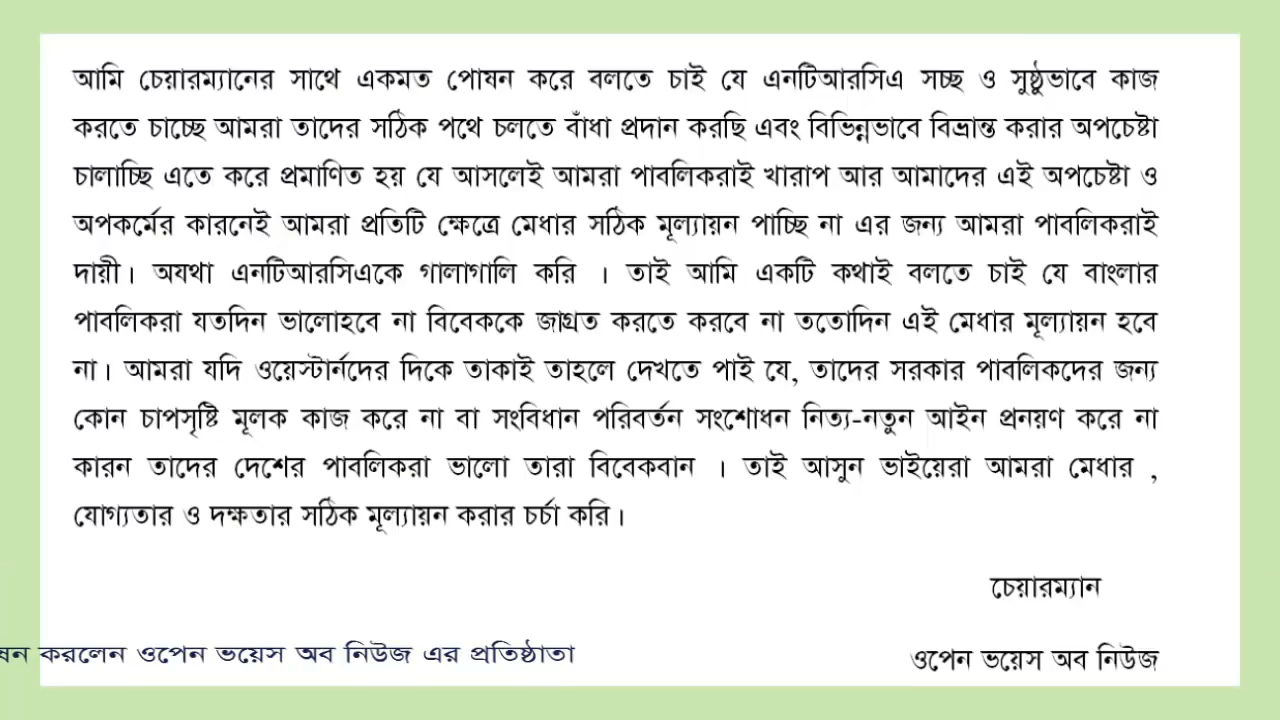 আমি চেয়ারম্যানের সাথে একমত পোষন করে বলতে চাই যে এনটিআরসিএ সচ্ছ ও সুষ্ঠুভাবে কাজ
করতে চাচ্ছে আমরা তাদের সঠিক পথে চলতে বাঁধা প্রদান করছি এবং বিভিন্নভাবে বিভ্রান্ত করার অপচেষ্টা
চালাচ্ছি এতে করে প্রমাণিত হয় যে আসলেই আমরা পাবলিকরাই খারাপ আর আমাদের এই অপচেষ্টা ও
অপকর্মের কারনেই আমরা প্রতিটি ক্ষেত্রে মেধার সঠিক মূল্যায়ন পাচ্ছি না এর জন্য আমরা পাবলিকরাই
দায়ী। অযথা এনটিআরসিএকে গালাগালি করি । তাই আমি একটি কথাই বলতে চাই যে বাংলার
পাবলিকরা যতদিন ভালোহবে না বিবেককে জাগ্রত করতে করবে না ততোদিন এই মেধার মূল্যায়ন হবে
না। আমরা যদি ওয়েস্টার্নদের দিকে তাকাই তাহলে দেখতে পাই যে, তাদের সরকার পাবলিকদের জন্য
কোন চাপসৃষ্টি মূলক কাজ করে না বা সংবিধান পরিবর্তন সংশোধন নিত্য-নতুন আইন প্রনয়ণ করে না
কারন তাদের দেশের পাবলিকরা ভালো তারা বিবেকবান । তাই আসুন ভাইয়েরা আমরা মেধার ,
যোগ্যতার ও দক্ষতার সঠিক মূল্যায়ন করার চর্চা করি।
চেয়ারম্যান
ওপেন ভয়েস অব নিউজ
ষন করলেন ওপেন ভয়েস অব নিউজ এর প্রতিষ্ঠাতা